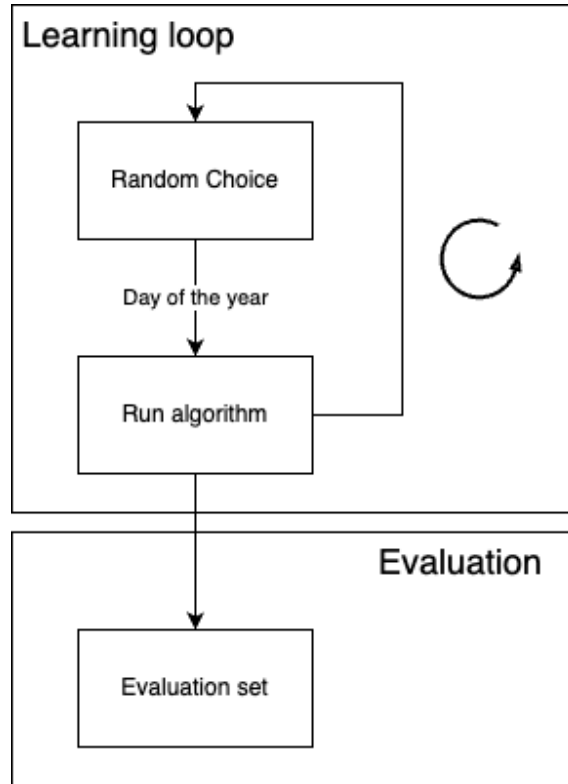 Learning loop
Random Choice
Day of the year
Run algorithm
Evaluation
Evaluation set